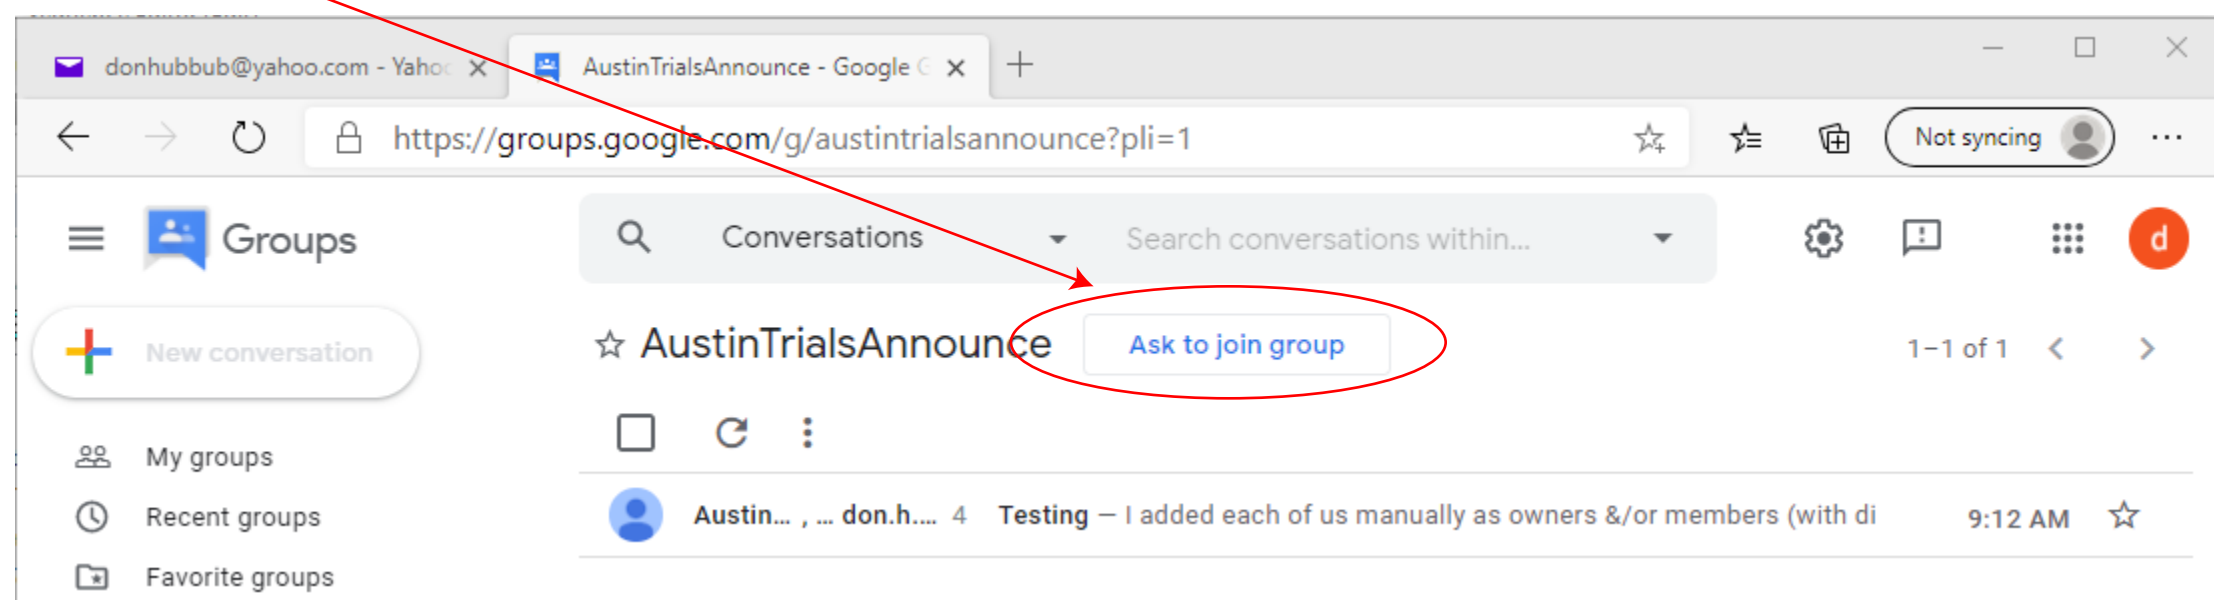 donhubbub@yahoo.com - Yahoo
AustinTrialsAnnounce - Google G
https://groups.google.com/g/austintrialsannounce?pli=1
Not syncing
Groups
Conversations
Search conversations within...
d
New conversation
AustinTrialsAnnounce
Ask to join group
1–1 of 1
My groups
Recent groups
Favorite groups
Austin... , ... don.h.... 4 Testing — I added each of us manually as owners &/or members (with di 9:12 AM